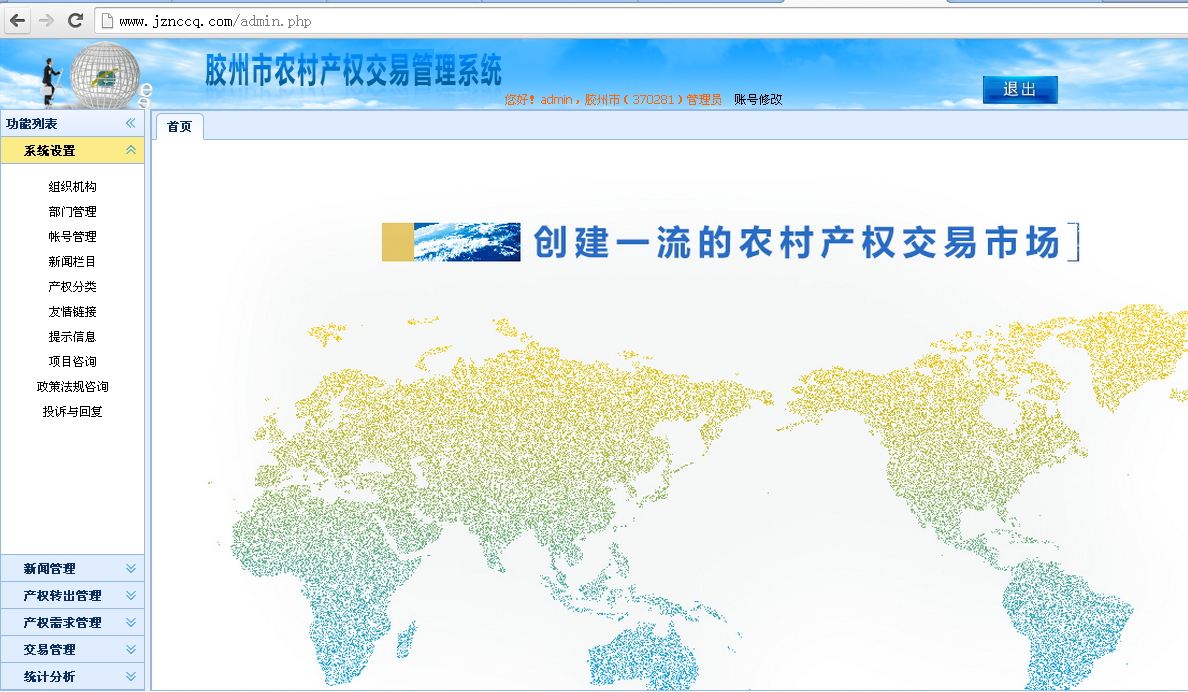 www.jznccq.com/admin.php
胶州市农村产权交易管理系统
您好！admin，胶州市（370281）管理员 账号修改
退出
功能列表
首页
系统设置
组织机构
部门管理
帐号管理
新闻栏目
产权分类
友情链接
提示信息
项目咨询
政策法规咨询
投诉与回复
创建一流的农村产权交易市场
新闻管理
产权转出管理
产权需求管理
交易管理
统计分析